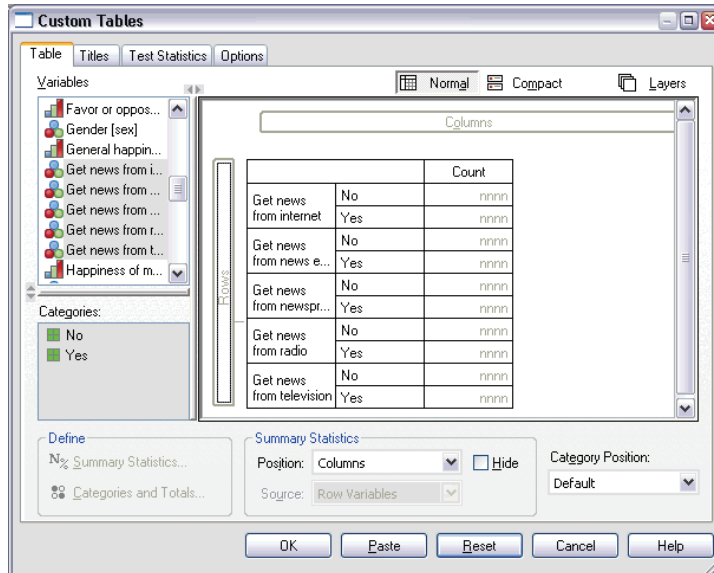 Custom Tables
Table Titles Test Statistics Options
Variables
Normal Compact Layers
Favor or oppos...
Gender [sex]
General happin...
Get news from i...
Get news from ...
Get news from ...
Get news from r...
Get news from t...
Happiness of m...
Categories:
No
Yes
Columns
Rows
Count
Get news
from internet
No nnnn
Yes nnnn
Get news
from news e...
No nnnn
Yes nnnn
Get news
from newspr...
No nnnn
Yes nnnn
Get news
from radio
No nnnn
Yes nnnn
Get news
from television
No nnnn
Yes nnnn
Define
N% Summary Statistics...
Categories and Totals...
Summary Statistics
Position: Columns Hide
Source: Row Variables
Category Position:
Default
OK Paste Reset Cancel Help